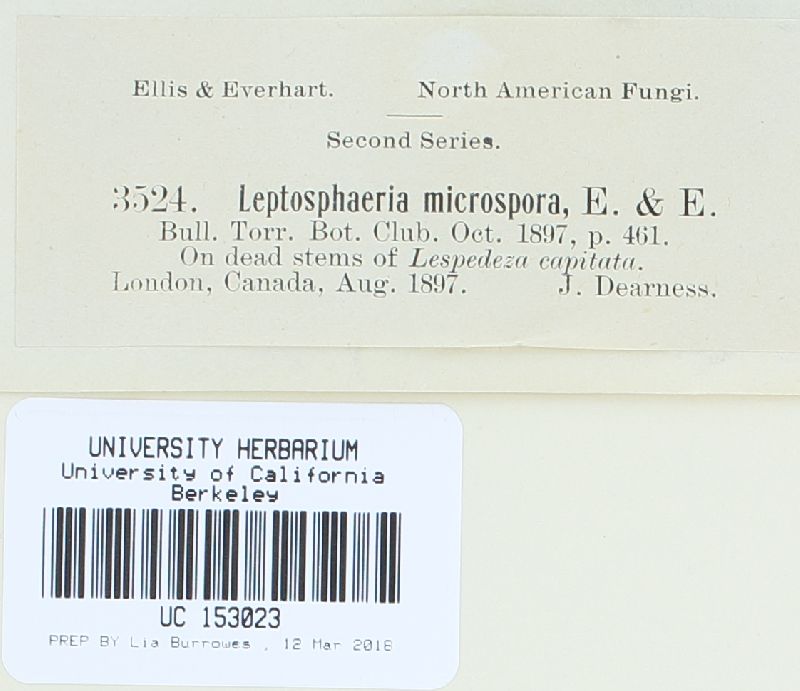 Ellis & Everhart. North American Fungi.
Second Series.
3524. Leptosphaeria microspora, E. & E.
Bull. Torr. Bot. Club. Oct. 1897, p. 461.
On dead stems of Lespedeza capitata.
London, Canada, Aug. 1897. J. Dearness.
UNIVERSITY HERBARIUM
University of California
Berkeley
UC 153023
PREP BY Lia Burrowes , 12 Mar 2018